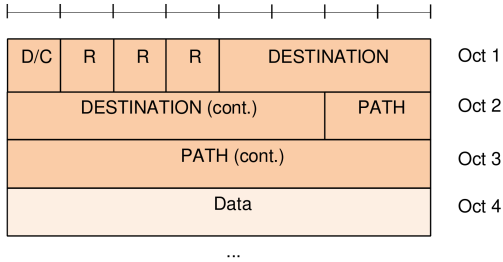 D/C R R R DESTINATION Oct 1
DESTINATION (cont.) PATH Oct 2
PATH (cont.) Oct 3
Data Oct 4
...